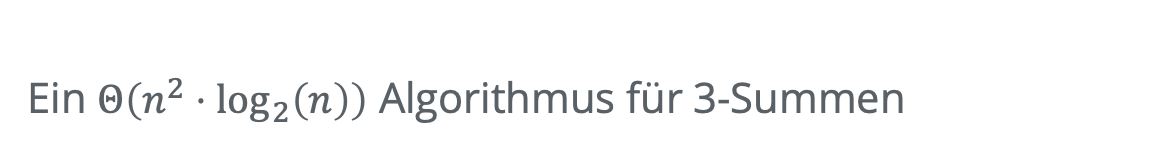 Ein Θ(n² · log₂(n)) Algorithmus für 3-Summen